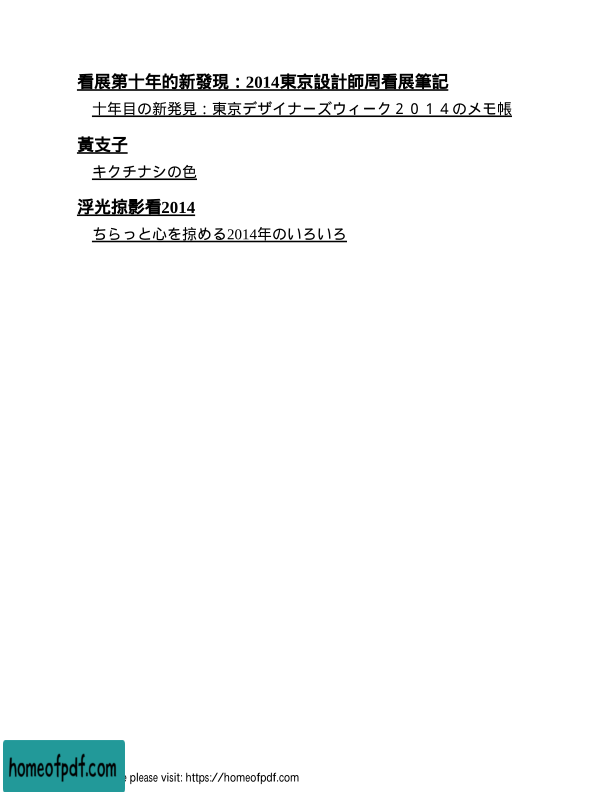 看展第十年的新發現：2014東京設計師周看展筆記
十年目の新発見：東京デザイナーズウィーク２０１４のメモ帳
黃支子
キクチナシの色
浮光掠影看2014
ちらっと心を掠める2014年のいろいろ
homeofpdf.com please visit: https://homeofpdf.com